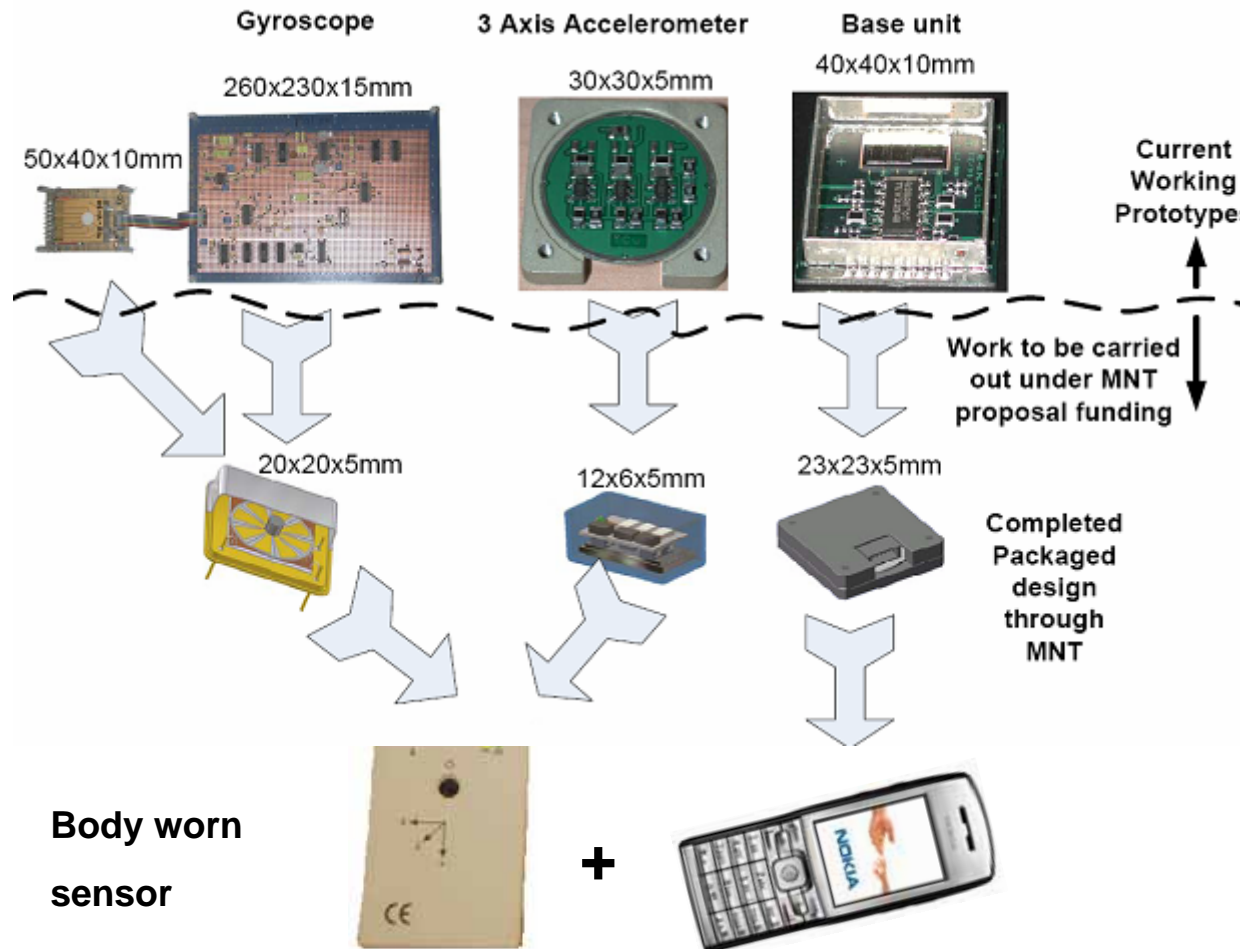 Gyroscope
3 Axis Accelerometer
Base unit
260x230x15mm
30x30x5mm
40x40x10mm
50x40x10mm
Current
Working
Prototypes
Work to be carried
out under MNT
proposal funding
20x20x5mm
12x6x5mm
23x23x5mm
Completed
Packaged
design
through
MNT
Body worn
sensor
CE
+
NOKIA